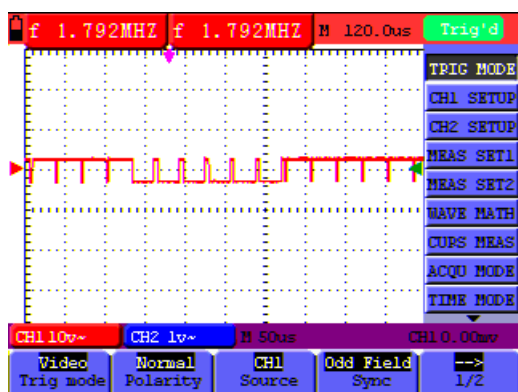 f 1.792MHZ f 1.792MHZ M 120.0us Trig'd
TRIG MODE
CH1 SETUP
CH2 SETUP
MEAS SET1
MEAS SET2
WAVE MATH
CUPS MEAS
ACQU MODE
TIME MODE
CH1 10v~ CH2 1v~ M 50us CH1 0.00mv
Video Normal CH1 Odd Field -->
Trig mode Polarity Source Sync 1/2